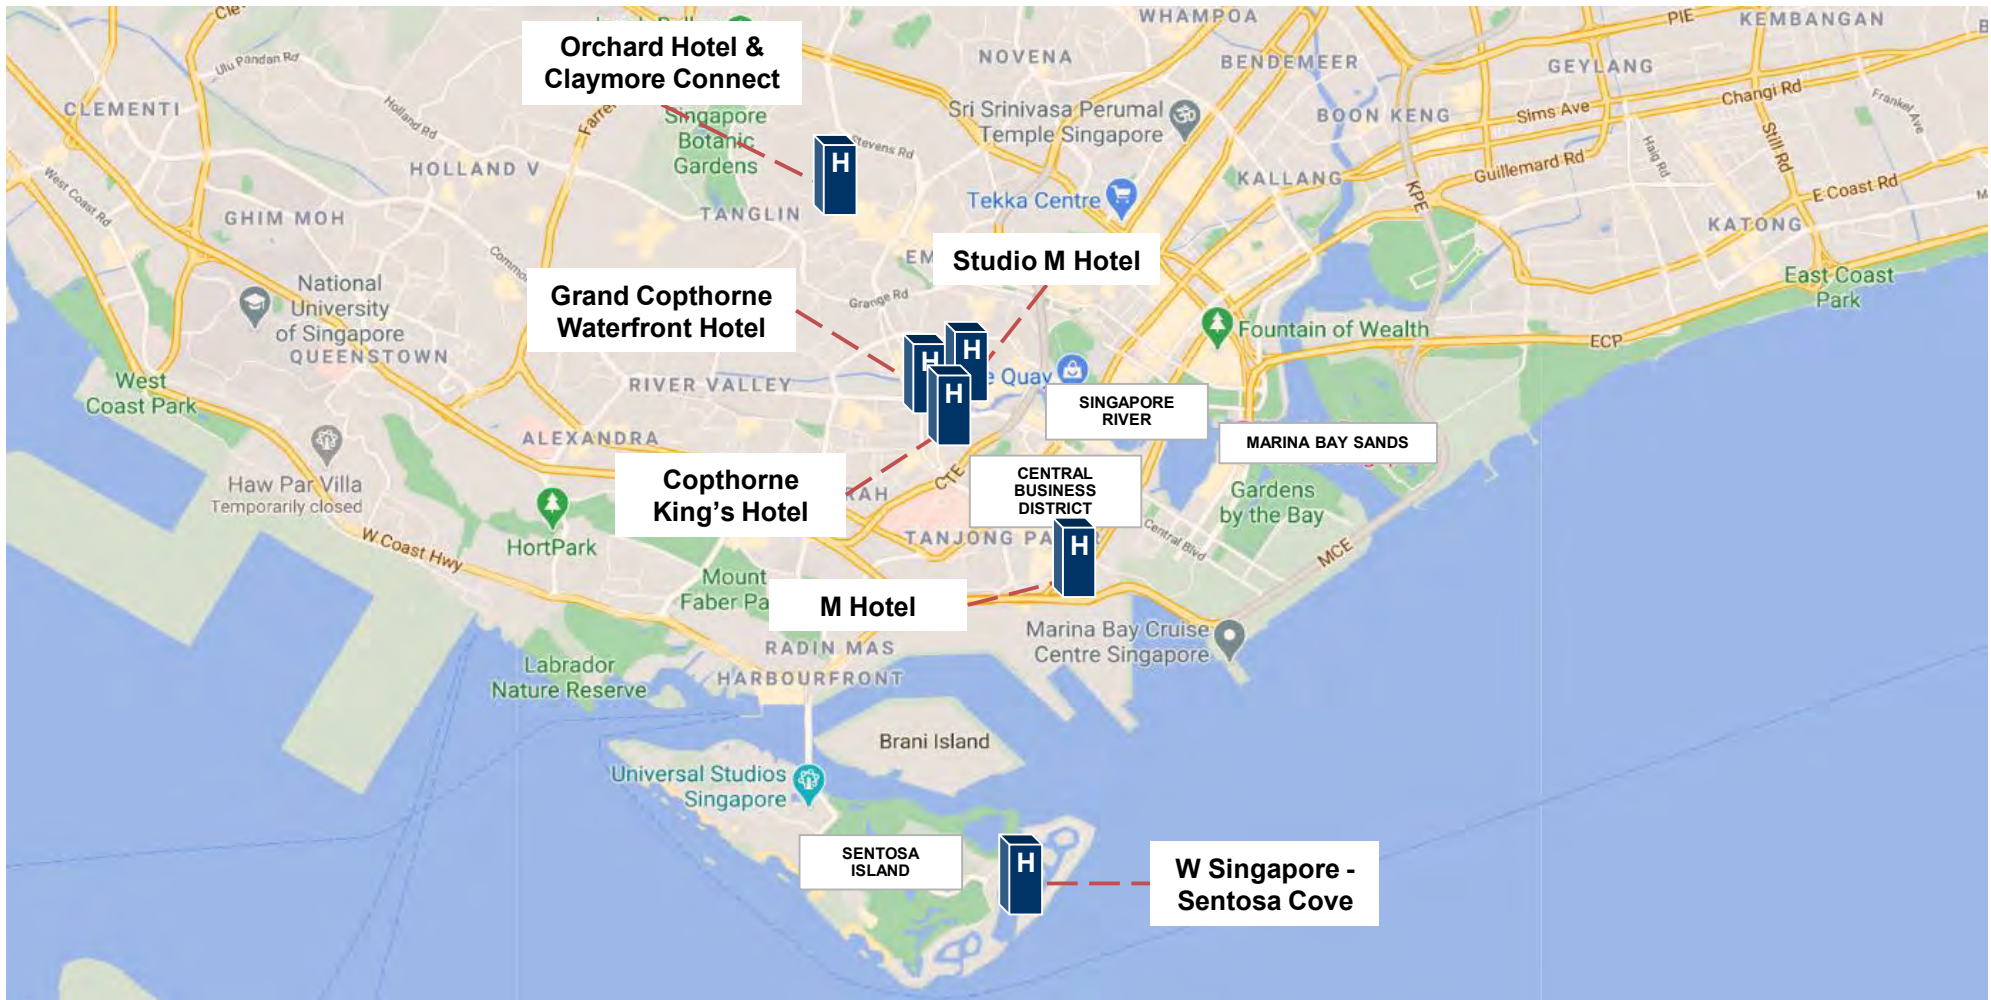 Cle
WHAMPOA
PIE
KEMBANGAN
Orchard Hotel &
Claymore Connect
Ulu Pandan Rd
NOVENA
BENDEMEER
GEYLANG
CLEMENTI
Holland Rd
Farrer
Singapore
Botanic
Gardens
Stevens Rd
H
Sri Srinivasa Perumal
Temple Singapore
BOON KENG
Sims Ave
Changi Rd
Frankel Ave
HOLLAND V
Guillemard Rd
Haig Rd
Still Rd
West Coast Rd
KALLANG
KPE
E Coast Rd
GHIM MOH
TANGLIN
Tekka Centre
KATONG
EM
Studio M Hotel
National
University
of Singapore
Grand Copthorne
Waterfront Hotel
Grange Rd
East Coast
Park
QUEENSTOWN
H
H
H
Fountain of Wealth
ECP
West
Coast Park
RIVER VALLEY
e Quay
SINGAPORE
RIVER
ALEXANDRA
MARINA BAY SANDS
Haw Par Villa
Temporarily closed
Copthorne
King's Hotel
RAH
CTE
CENTRAL
BUSINESS
DISTRICT
Gardens
by the Bay
W Coast Hwy
HortPark
TANJONG PA
R
H
Central Blvd
MCE
Mount
Faber Pa
M Hotel
Marina Bay Cruise
Centre Singapore
RADIN MAS
Labrador
Nature Reserve
HARBOURFRONT
Brani Island
Universal Studios
Singapore
SENTOSA
ISLAND
H
W Singapore -
Sentosa Cove